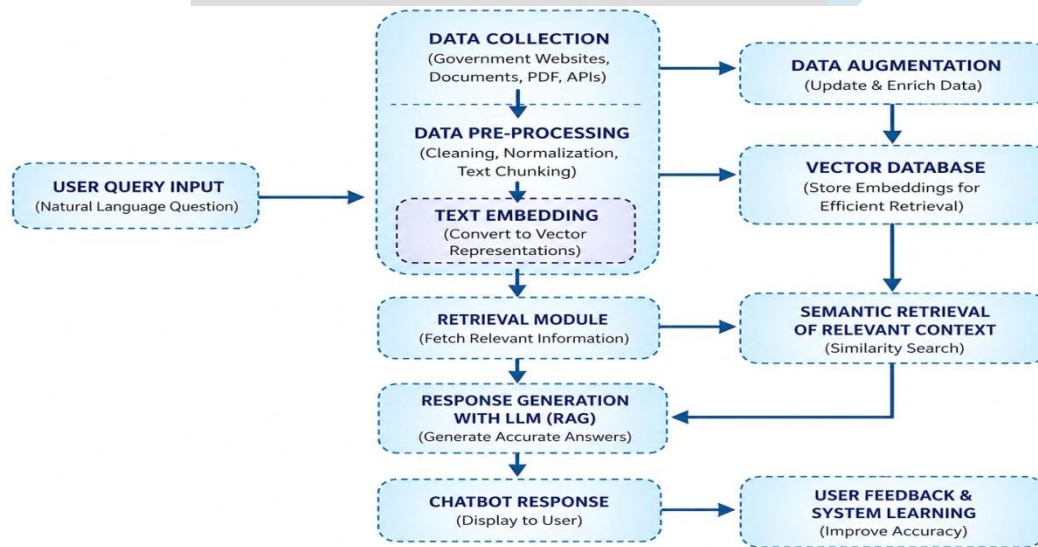 DATA COLLECTION
(Government Websites,
Documents, PDF, APIs)
DATA PRE-PROCESSING
(Cleaning, Normalization,
Text Chunking)
TEXT EMBEDDING
(Convert to Vector
Representations)
USER QUERY INPUT
(Natural Language Question)
DATA AUGMENTATION
(Update & Enrich Data)
VECTOR DATABASE
(Store Embeddings for
Efficient Retrieval)
RETRIEVAL MODULE
(Fetch Relevant Information)
SEMANTIC RETRIEVAL
OF RELEVANT CONTEXT
(Similarity Search)
RESPONSE GENERATION
WITH LLM (RAG)
(Generate Accurate Answers)
CHATBOT RESPONSE
(Display to User)
USER FEEDBACK &
SYSTEM LEARNING
(Improve Accuracy)